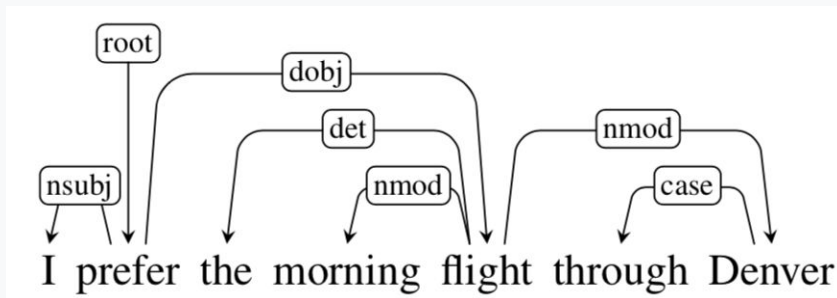 root
dobj
det nmod
nsubj nmod case
I prefer the morning flight through Denver